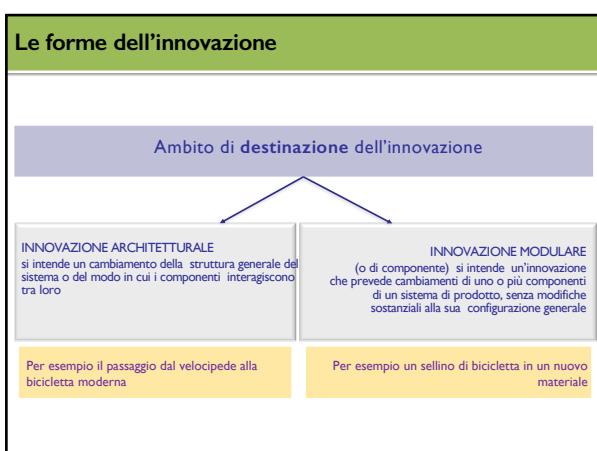 Le forme dell'innovazione
Ambito di destinazione dell'innovazione
INNOVAZIONE ARCHITETTURALE
si intende un cambiamento della struttura generale del
sistema o del modo in cui i componenti interagiscono
tra loro
INNOVAZIONE MODULARE
(o di componente) si intende un'innovazione
che prevede cambiamenti di uno o più componenti
di un sistema di prodotto, senza modifiche
sostanziali alla sua configurazione generale
Per esempio il passaggio dal velocipede alla
bicicletta moderna
Per esempio un sellino di bicicletta in un nuovo
materiale